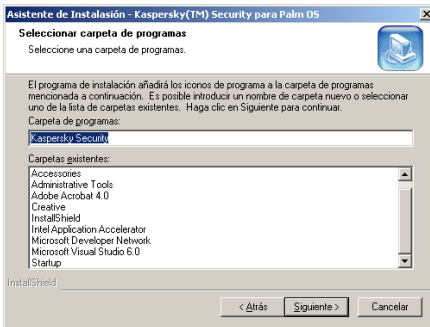 Asistente de Instalasión - Kaspersky(TM) Security para Palm OS
Seleccionar carpeta de programas
Seleccione una carpeta de programas.
El programa de instalación añadirá los iconos de programa a la carpeta de programas
mencionada a continuación. Es posible introducir un nombre de carpeta nuevo o seleccionar
uno de la lista de carpetas existentes. Haga clic en Siguiente para continuar.
Carpeta de programas:
Kaspersky Security
Carpetas existentes:
Accessories
Administrative Tools
Adobe Acrobat 4.0
Creative
InstallShield
Intel Application Accelerator
Microsoft Developer Network
Microsoft Visual Studio 6.0
Startup
InstallShield
< Atrás Siguiente > Cancelar